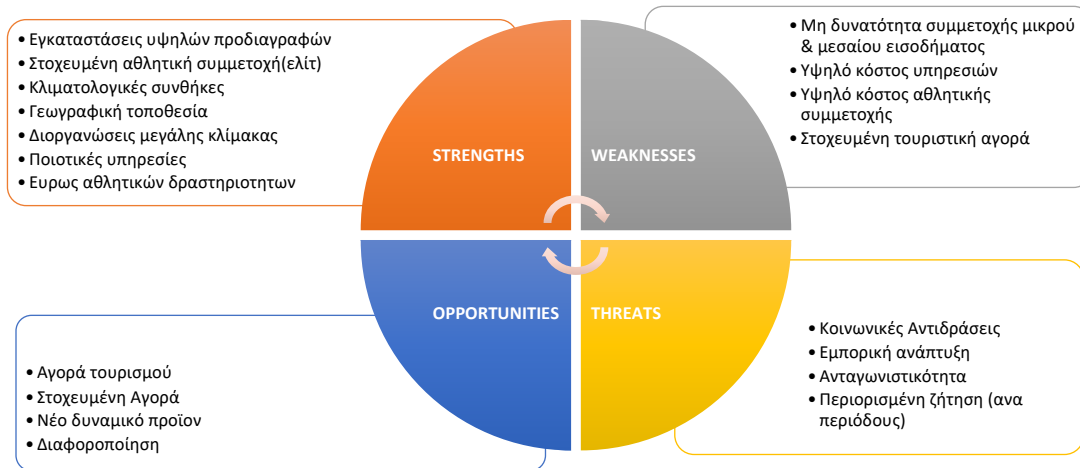 • Εγκαταστάσεις υψηλών προδιαγραφών
• Στοχευμένη αθλητική συμμετοχή(ελίτ)
• Κλιματολογικές συνθήκες
• Γεωγραφική τοποθεσία
• Διοργανώσεις μεγάλης κλίμακας
• Ποιοτικές υπηρεσίες
• Ευρως αθλητικών δραστηριοτητων
STRENGTHS
• Μη δυνατότητα συμμετοχής μικρού
& μεσαίου εισοδήματος
• Υψηλό κόστος υπηρεσιών
• Υψηλό κόστος αθλητικής
συμμετοχής
• Στοχευμένη τουριστική αγορά
WEAKNESSES
OPPORTUNITIES
• Αγορά τουρισμού
• Στοχευμένη Αγορά
• Νέο δυναμικό προϊον
• Διαφοροποίηση
THREATS
• Κοινωνικές Αντιδράσεις
• Εμπορική ανάπτυξη
• Ανταγωνιστικότητα
• Περιορισμένη ζήτηση (ανα
περιόδους)